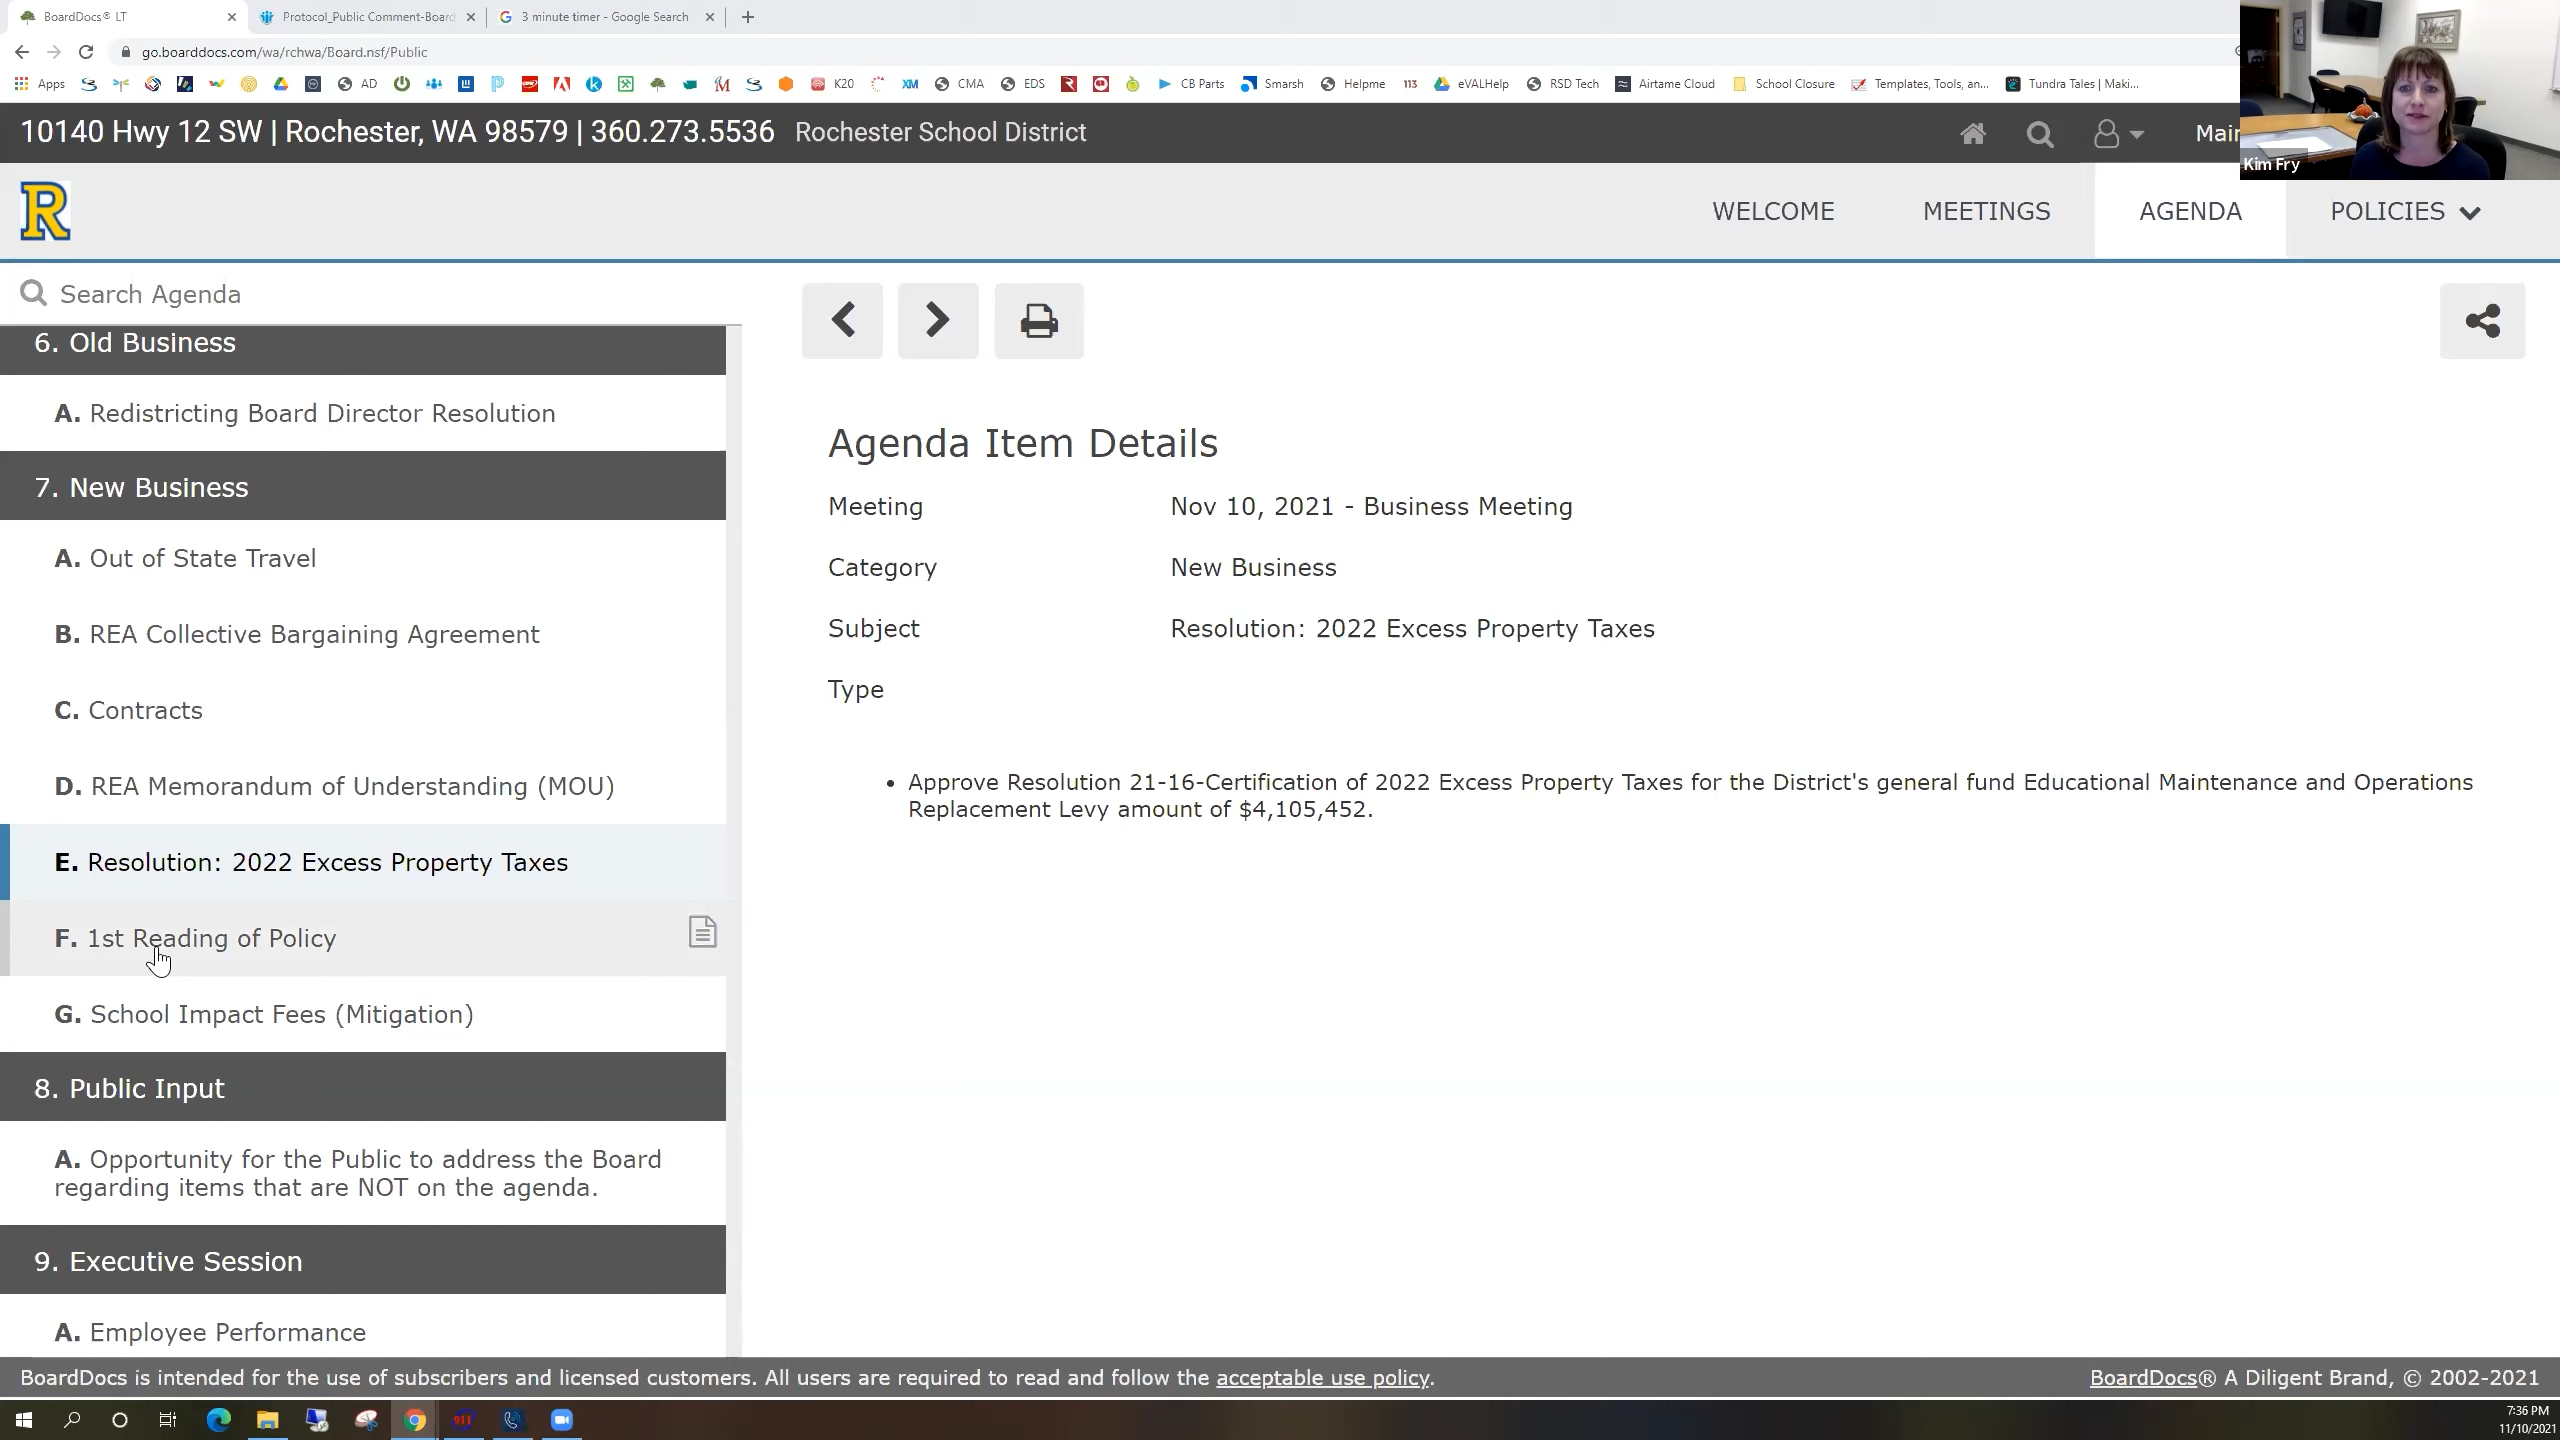 BoardDocs® LT
Protocol_Public Comment-Board
3 minute timer - Google Search
go.boarddocs.com/wa/rchwa/Board.nsf/Public
Apps AD K20 XM CMA EDS CB Parts Smarsh Helpme 113 eVALHelp RSD Tech Airtame Cloud School Closure Templates, Tools, an... Tundra Tales | Maki...
10140 Hwy 12 SW | Rochester, WA 98579 | 360.273.5536 Rochester School District
Kim Fry
R
WELCOME MEETINGS AGENDA POLICIES
Search Agenda
6. Old Business
A. Redistricting Board Director Resolution
7. New Business
A. Out of State Travel
B. REA Collective Bargaining Agreement
C. Contracts
D. REA Memorandum of Understanding (MOU)
E. Resolution: 2022 Excess Property Taxes
F. 1st Reading of Policy
G. School Impact Fees (Mitigation)
8. Public Input
A. Opportunity for the Public to address the Board
regarding items that are NOT on the agenda.
9. Executive Session
A. Employee Performance
Agenda Item Details
Meeting Nov 10, 2021 - Business Meeting
Category New Business
Subject Resolution: 2022 Excess Property Taxes
Type
• Approve Resolution 21-16-Certification of 2022 Excess Property Taxes for the District's general fund Educational Maintenance and Operations
Replacement Levy amount of $4,105,452.
BoardDocs is intended for the use of subscribers and licensed customers. All users are required to read and follow the acceptable use policy.
BoardDocs® A Diligent Brand, © 2002-2021
911
7:36 PM
11/10/2021